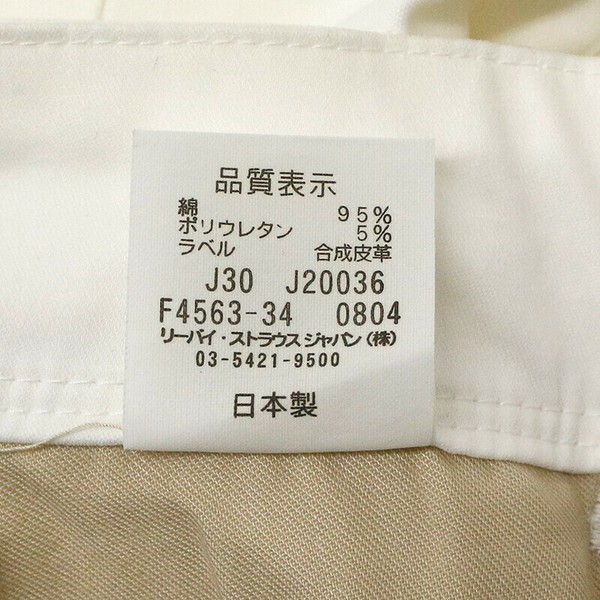 品質表示
綿 95%
ポリウレタン 5%
ラベル 合成皮革
J30 J20036
F4563-34 0804
リーバイ・ストラウスジャパン(株)
03-5421-9500
日本製